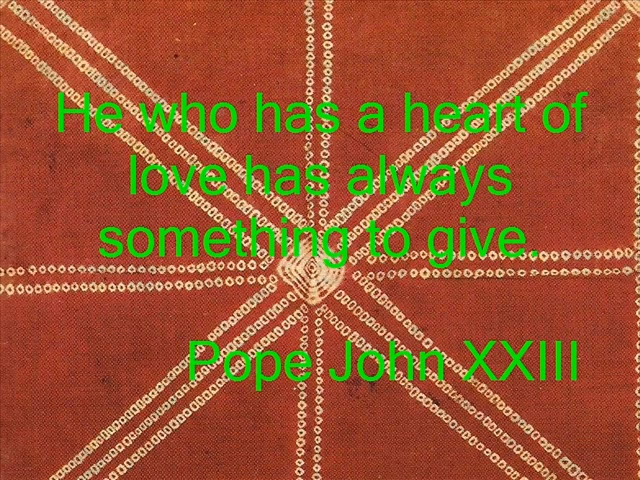 He who has a heart of
love has always
something to give.
Pope John XXIII